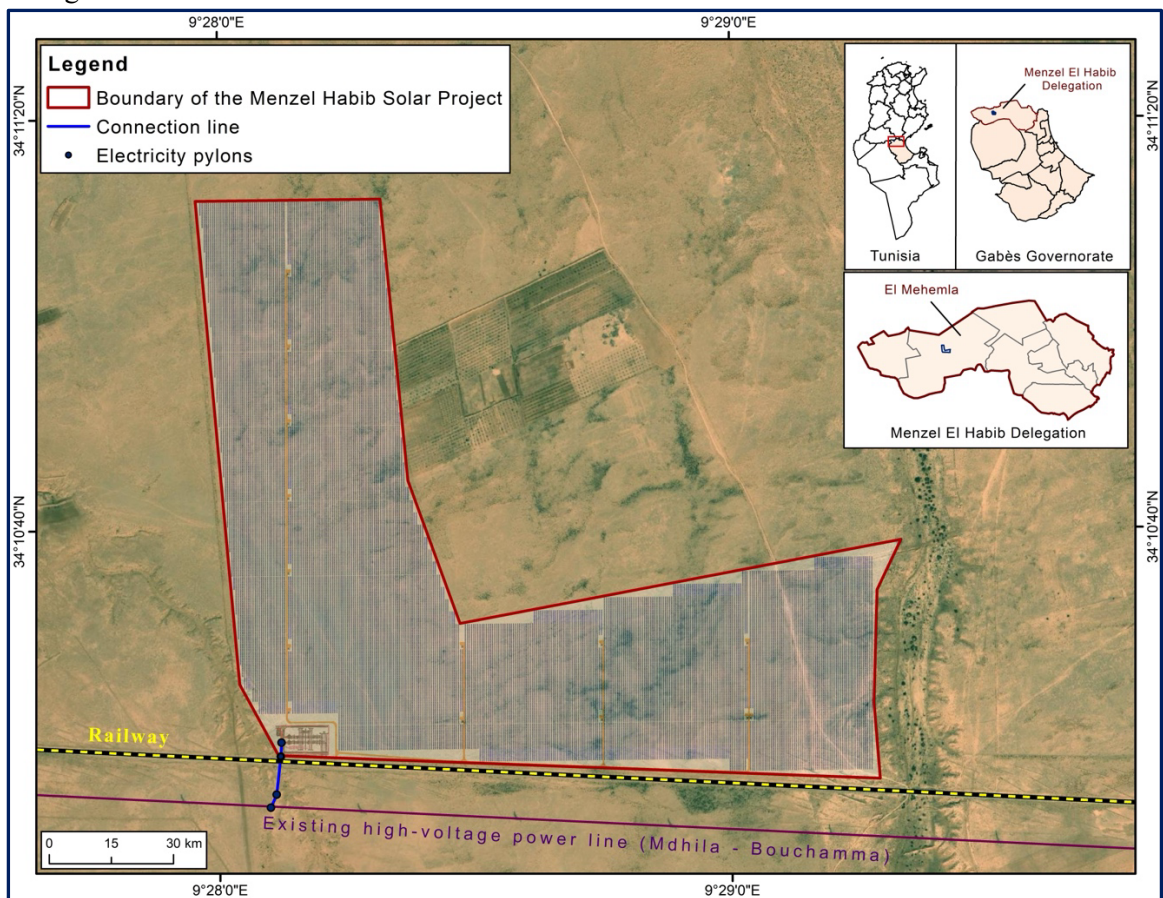 9°28'0"E
9°29'0"E
Legend
Boundary of the Menzel Habib Solar Project
Connection line
Electricity pylons
34°11'20"N
34°11'20"N
Menzel El Habib
Delegation
Tunisia
Gabès Governorate
El Mehemla
Menzel El Habib Delegation
34°10'40"N
34°10'40"N
Railway
Existing high-voltage power line (Mdhila - Bouchamma)
0
15
30 km
9°28'0"E
9°29'0"E